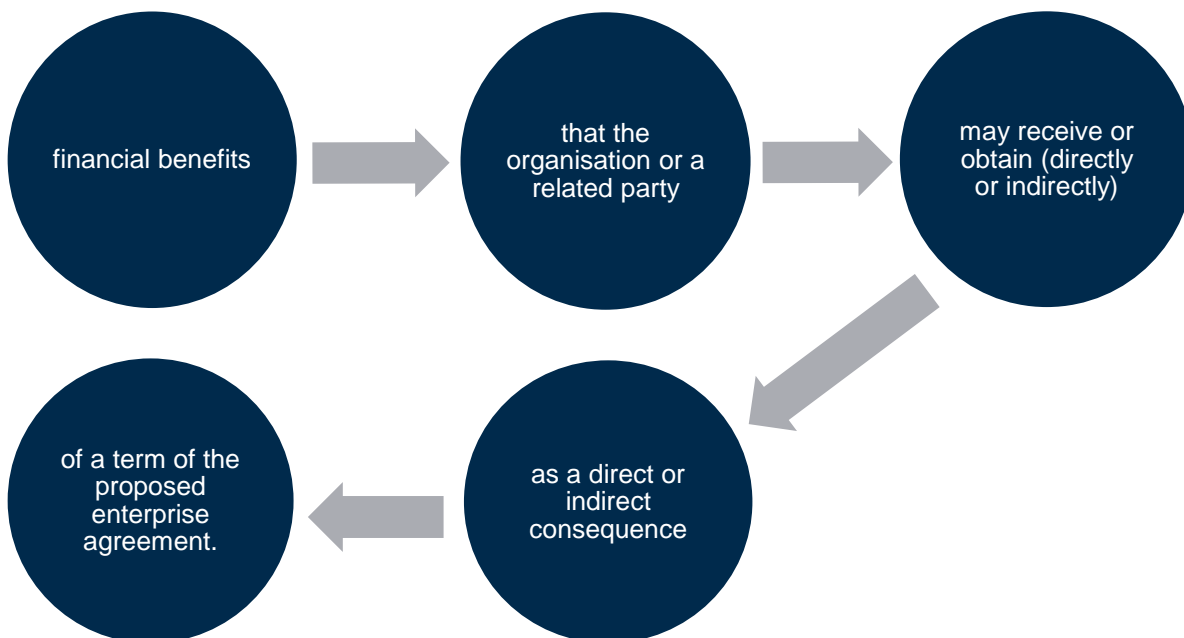 financial benefits
that the
organisation or a
related party
may receive or
obtain (directly
or indirectly)
as a direct or
indirect
consequence
of a term of the
proposed
enterprise
agreement.